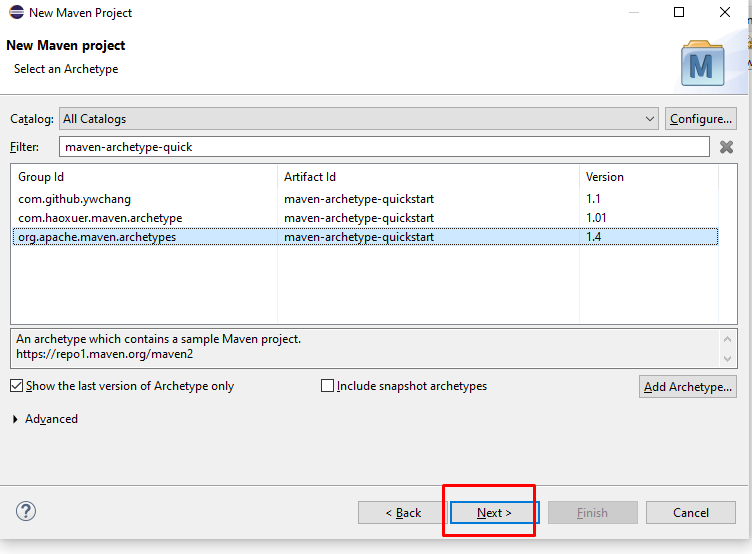 New Maven Project
New Maven project
Select an Archetype
M
Catalog: All Catalogs Configure...
Filter: maven-archetype-quick
Group Id Artifact Id Version
com.github.ywchang maven-archetype-quickstart 1.1
com.haoxuer.maven.archetype maven-archetype-quickstart 1.01
org.apache.maven.archetypes maven-archetype-quickstart 1.4
An archetype which contains a sample Maven project.
https://repo1.maven.org/maven2
Show the last version of Archetype only Include snapshot archetypes Add Archetype...
Advanced
? < Back Next > Finish Cancel